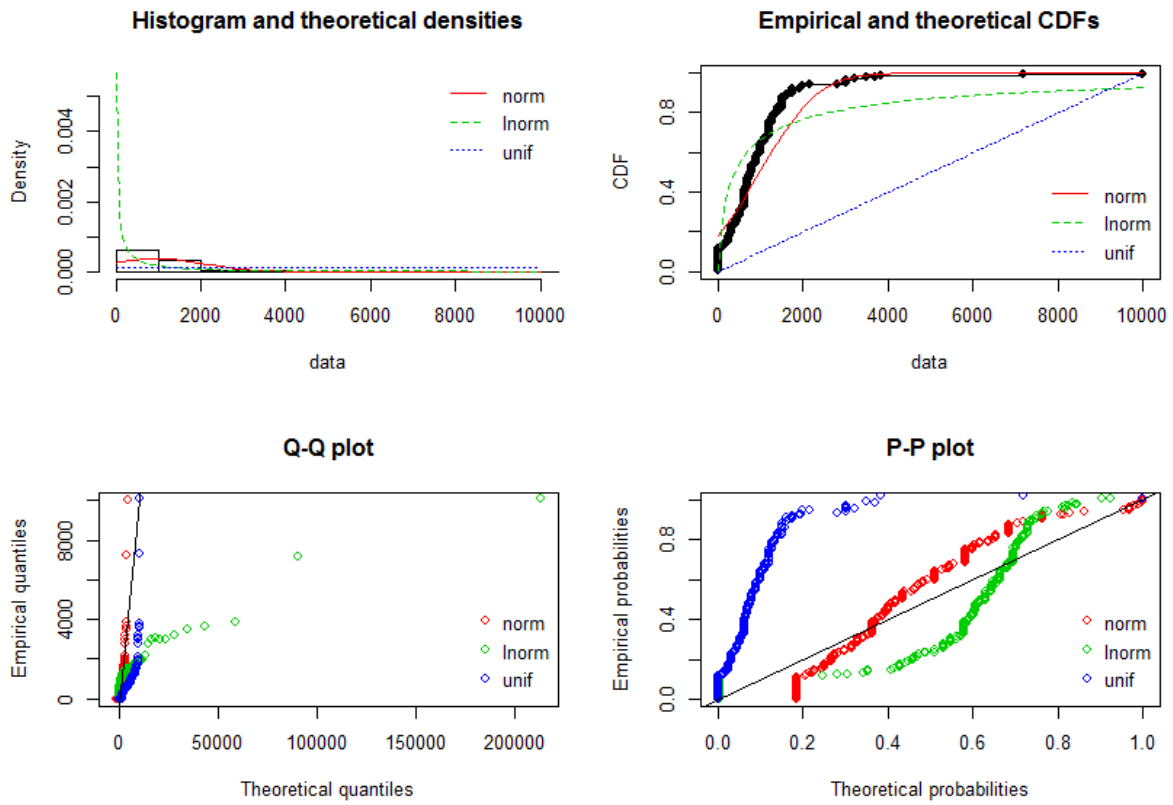 Histogram and theoretical densities
Density
0.000
0.002
0.004
norm
lnorm
unif
0 2000 4000 6000 8000 10000
data
Empirical and theoretical CDFs
CDF
0.0
0.4
0.8
norm
lnorm
unif
0 2000 4000 6000 8000 10000
data
Q-Q plot
Empirical quantiles
0
4000
8000
norm
lnorm
unif
0 50000 100000 150000 200000
Theoretical quantiles
P-P plot
Empirical probabilities
0.0
0.4
0.8
norm
lnorm
unif
0.0 0.2 0.4 0.6 0.8 1.0
Theoretical probabilities